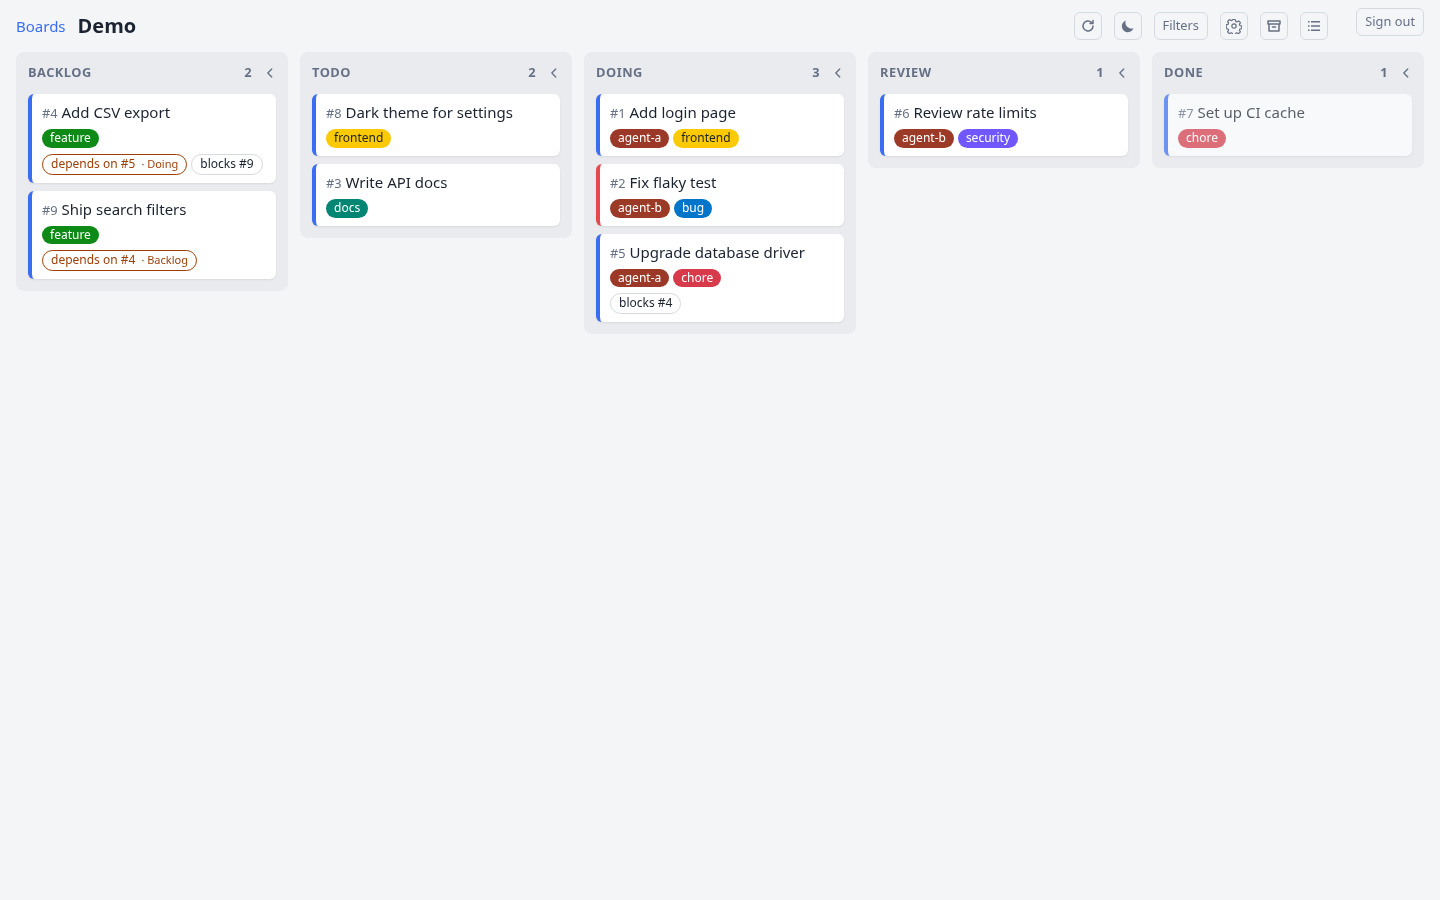 Boards Demo Filters Sign out
BACKLOG 2
#4 Add CSV export
feature
depends on #5 · Doing blocks #9
#9 Ship search filters
feature
depends on #4 · Backlog
TODO 2
#8 Dark theme for settings
frontend
#3 Write API docs
docs
DOING 3
#1 Add login page
agent-a frontend
#2 Fix flaky test
agent-b bug
#5 Upgrade database driver
agent-a chore
blocks #4
REVIEW 1
#6 Review rate limits
agent-b security
DONE 1
#7 Set up CI cache
chore